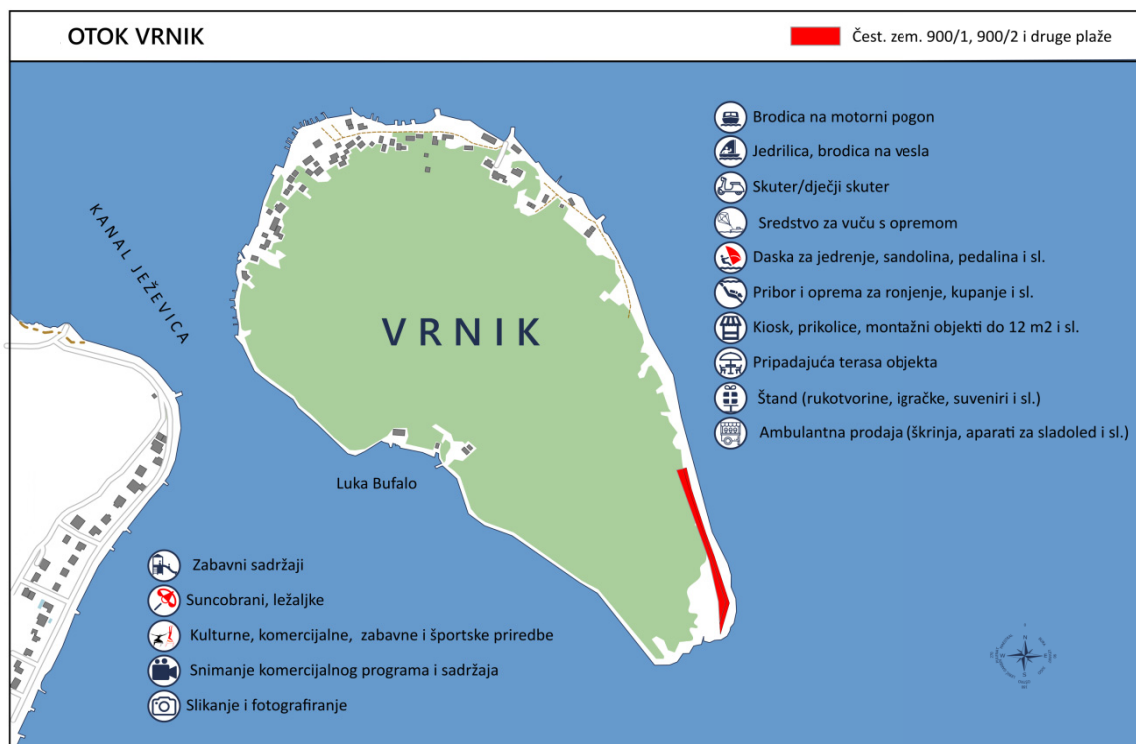 OTOK VRNIK
Čest. zem. 900/1, 900/2 i druge plaže
Brodica na motorni pogon
Jedrilica, brodica na vesla
Skuter/dječji skuter
Sredstvo za vuču s opremom
Daska za jedrenje, sandolina, pedalina i sl.
Pribor i oprema za ronjenje, kupanje i sl.
Kiosk, prikolice, montažni objekti do 12 m2 i sl.
Pripadajuća terasa objekta
Štand (rukotvorine, igračke, suveniri i sl.)
Ambulantna prodaja (škrinja, aparati za sladoled i sl.)
KANAL JEŽEVICA
VRNIK
Luka Bufalo
Zabavni sadržaji
Suncobrani, ležaljke
Kulturne, komercijalne, zabavne i športske priredbe
Snimanje komercijalnog programa i sadržaja
Slikanje i fotografiranje
N
W
E
S